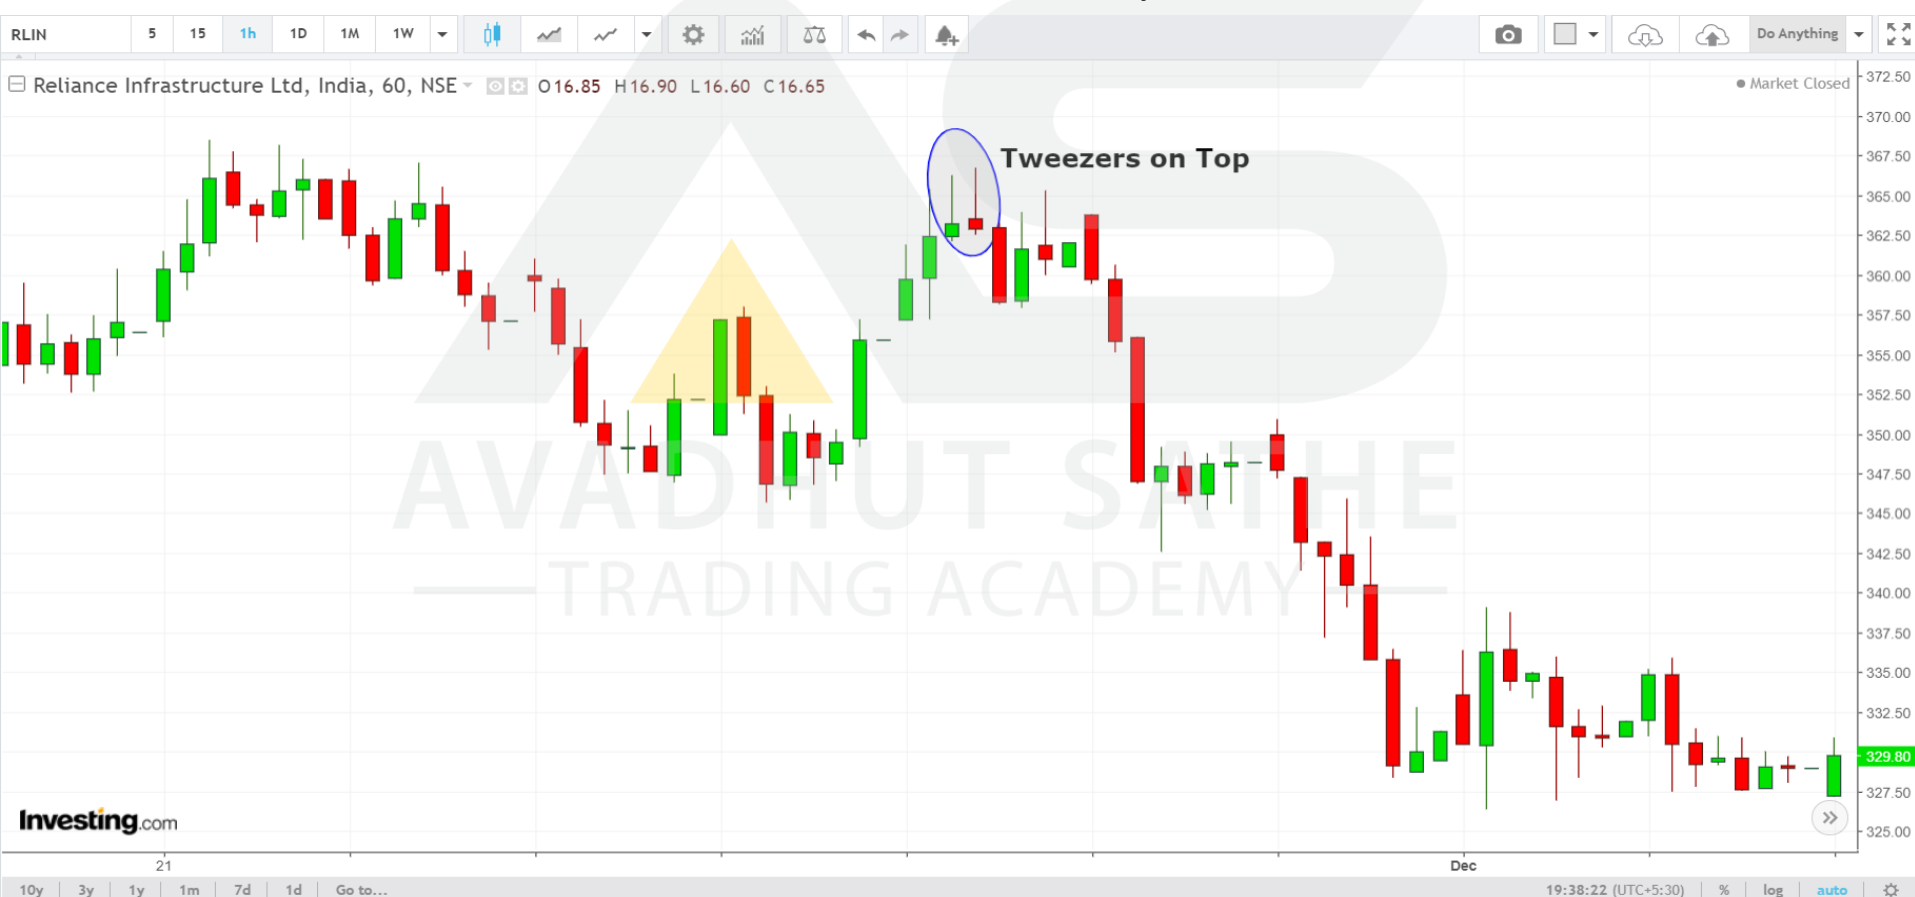 RLIN 5 15 1h 1D 1M 1W Do Anything
Reliance Infrastructure Ltd, India, 60, NSE O16.85 H16.90 L16.60 C16.65
Market Closed
Tweezers on Top
372.50
370.00
367.50
365.00
362.50
360.00
357.50
355.00
352.50
350.00
347.50
345.00
342.50
340.00
337.50
335.00
332.50
329.80
327.50
325.00
AVADHUT SATHE
TRADING ACADEMY
Investing.com
21 Dec
10y 3y 1y 1m 7d 1d Go to... 19:38:22 (UTC+5:30) % log auto